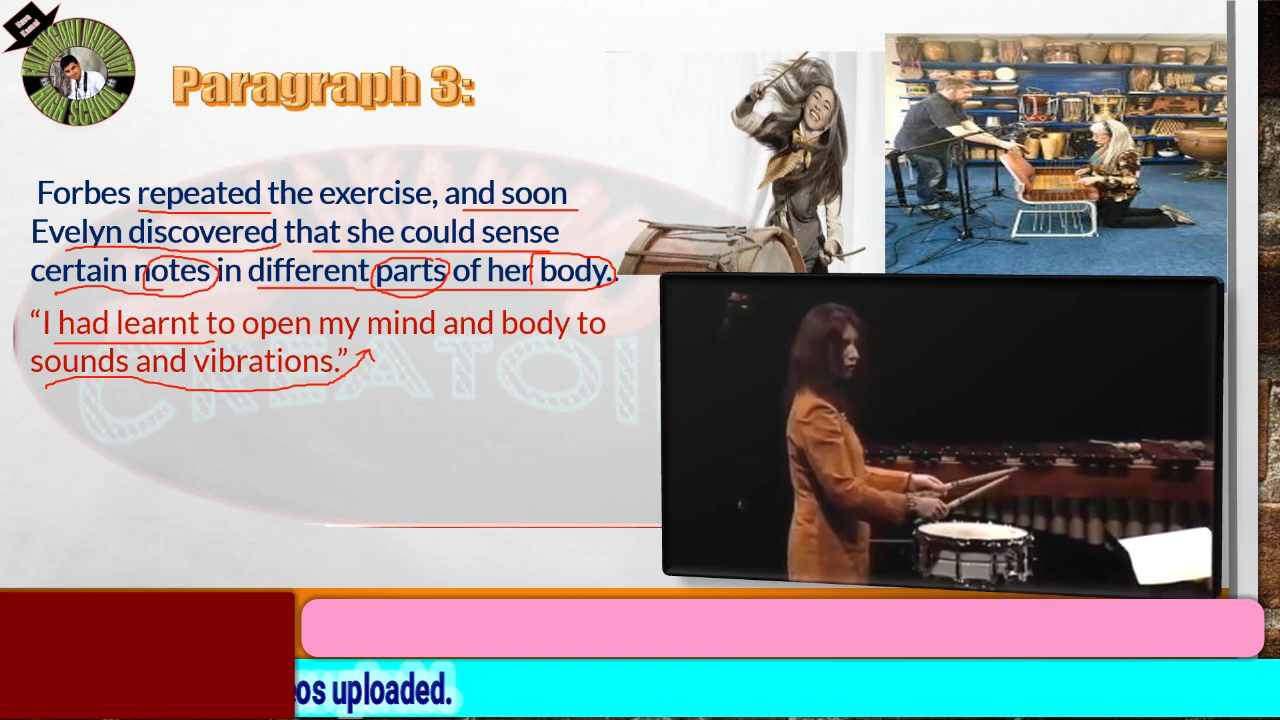 Paragraph 3:
Forbes repeated the exercise, and soon
Evelyn discovered that she could sense
certain notes in different parts of her body..
“I had learnt to open my mind and body to
sounds and vibrations.”
CREATO
uploaded.